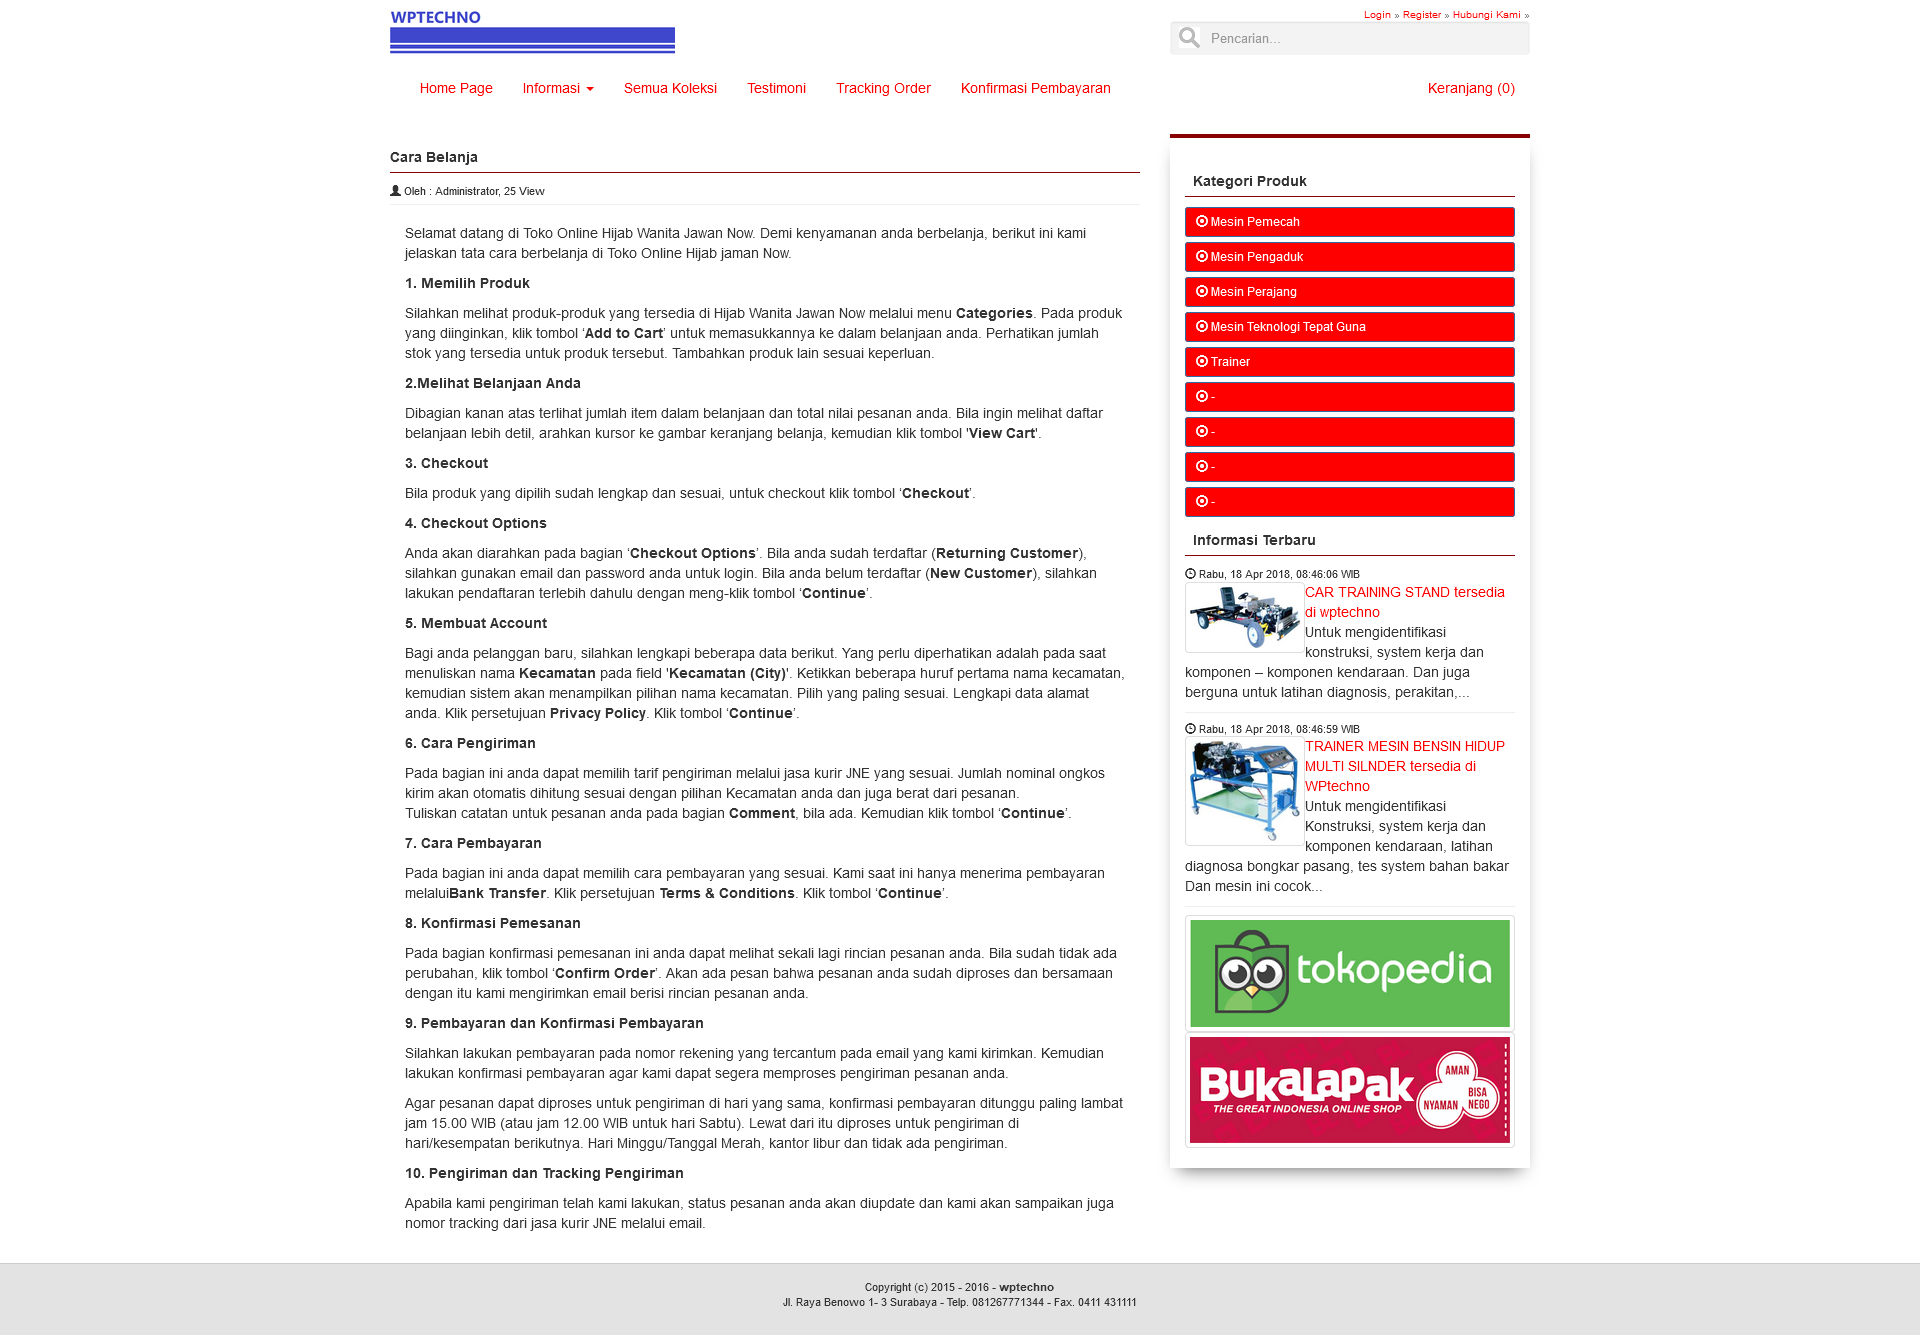 WPTECHNO
Login » Register » Hubungi Kami »
Pencarian...
Home Page Informasi Semua Koleksi Testimoni Tracking Order Konfirmasi Pembayaran Keranjang (0)
Cara Belanja
Oleh : Administrator, 25 View
Selamat datang di Toko Online Hijab Wanita Jawan Now. Demi kenyamanan anda berbelanja, berikut ini kami
jelaskan tata cara berbelanja di Toko Online Hijab jaman Now.
1. Memilih Produk
Silahkan melihat produk-produk yang tersedia di Hijab Wanita Jawan Now melalui menu Categories. Pada produk
yang diinginkan, klik tombol ‘Add to Cart’ untuk memasukkannya ke dalam belanjaan anda. Perhatikan jumlah
stok yang tersedia untuk produk tersebut. Tambahkan produk lain sesuai keperluan.
2.Melihat Belanjaan Anda
Dibagian kanan atas terlihat jumlah item dalam belanjaan dan total nilai pesanan anda. Bila ingin melihat daftar
belanjaan lebih detil, arahkan kursor ke gambar keranjang belanja, kemudian klik tombol 'View Cart'.
3. Checkout
Bila produk yang dipilih sudah lengkap dan sesuai, untuk checkout klik tombol ‘Checkout’.
4. Checkout Options
Anda akan diarahkan pada bagian ‘Checkout Options’. Bila anda sudah terdaftar (Returning Customer),
silahkan gunakan email dan password anda untuk login. Bila anda belum terdaftar (New Customer), silahkan
lakukan pendaftaran terlebih dahulu dengan meng-klik tombol ‘Continue’.
5. Membuat Account
Bagi anda pelanggan baru, silahkan lengkapi beberapa data berikut. Yang perlu diperhatikan adalah pada saat
menuliskan nama Kecamatan pada field 'Kecamatan (City)'. Ketikkan beberapa huruf pertama nama kecamatan,
kemudian sistem akan menampilkan pilihan nama kecamatan. Pilih yang paling sesuai. Lengkapi data alamat
anda. Klik persetujuan Privacy Policy. Klik tombol ‘Continue’.
6. Cara Pengiriman
Pada bagian ini anda dapat memilih tarif pengiriman melalui jasa kurir JNE yang sesuai. Jumlah nominal ongkos
kirim akan otomatis dihitung sesuai dengan pilihan Kecamatan anda dan juga berat dari pesanan.
Tuliskan catatan untuk pesanan anda pada bagian Comment, bila ada. Kemudian klik tombol ‘Continue’.
7. Cara Pembayaran
Pada bagian ini anda dapat memilih cara pembayaran yang sesuai. Kami saat ini hanya menerima pembayaran
melaluiBank Transfer. Klik persetujuan Terms & Conditions. Klik tombol ‘Continue’.
8. Konfirmasi Pemesanan
Pada bagian konfirmasi pemesanan ini anda dapat melihat sekali lagi rincian pesanan anda. Bila sudah tidak ada
perubahan, klik tombol ‘Confirm Order’. Akan ada pesan bahwa pesanan anda sudah diproses dan bersamaan
dengan itu kami mengirimkan email berisi rincian pesanan anda.
9. Pembayaran dan Konfirmasi Pembayaran
Silahkan lakukan pembayaran pada nomor rekening yang tercantum pada email yang kami kirimkan. Kemudian
lakukan konfirmasi pembayaran agar kami dapat segera memproses pengiriman pesanan anda.
Agar pesanan dapat diproses untuk pengiriman di hari yang sama, konfirmasi pembayaran ditunggu paling lambat
jam 15.00 WIB (atau jam 12.00 WIB untuk hari Sabtu). Lewat dari itu diproses untuk pengiriman di
hari/kesempatan berikutnya. Hari Minggu/Tanggal Merah, kantor libur dan tidak ada pengiriman.
10. Pengiriman dan Tracking Pengiriman
Apabila kami pengiriman telah kami lakukan, status pesanan anda akan diupdate dan kami akan sampaikan juga
nomor tracking dari jasa kurir JNE melalui email.
Kategori Produk
Mesin Pemecah
Mesin Pengaduk
Mesin Perajang
Mesin Teknologi Tepat Guna
Trainer
-
-
-
-
Informasi Terbaru
Rabu, 18 Apr 2018, 08:46:06 WIB
CAR TRAINING STAND tersedia
di wptechno
Untuk mengidentifikasi
konstruksi, system kerja dan
komponen – komponen kendaraan. Dan juga
berguna untuk latihan diagnosis, perakitan,...
Rabu, 18 Apr 2018, 08:46:59 WIB
TRAINER MESIN BENSIN HIDUP
MULTI SILNDER tersedia di
WPtechno
Untuk mengidentifikasi
Konstruksi, system kerja dan
komponen kendaraan, latihan
diagnosa bongkar pasang, tes system bahan bakar
Dan mesin ini cocok...
tokopedia
BUKALAPAK
THE GREAT INDONESIA ONLINE SHOP
AMAN
NYAMAN
BISA
NEGO
Copyright (c) 2015 - 2016 - wptechno
Jl. Raya Benowo 1- 3 Surabaya - Telp. 081267771344 - Fax. 0411 431111